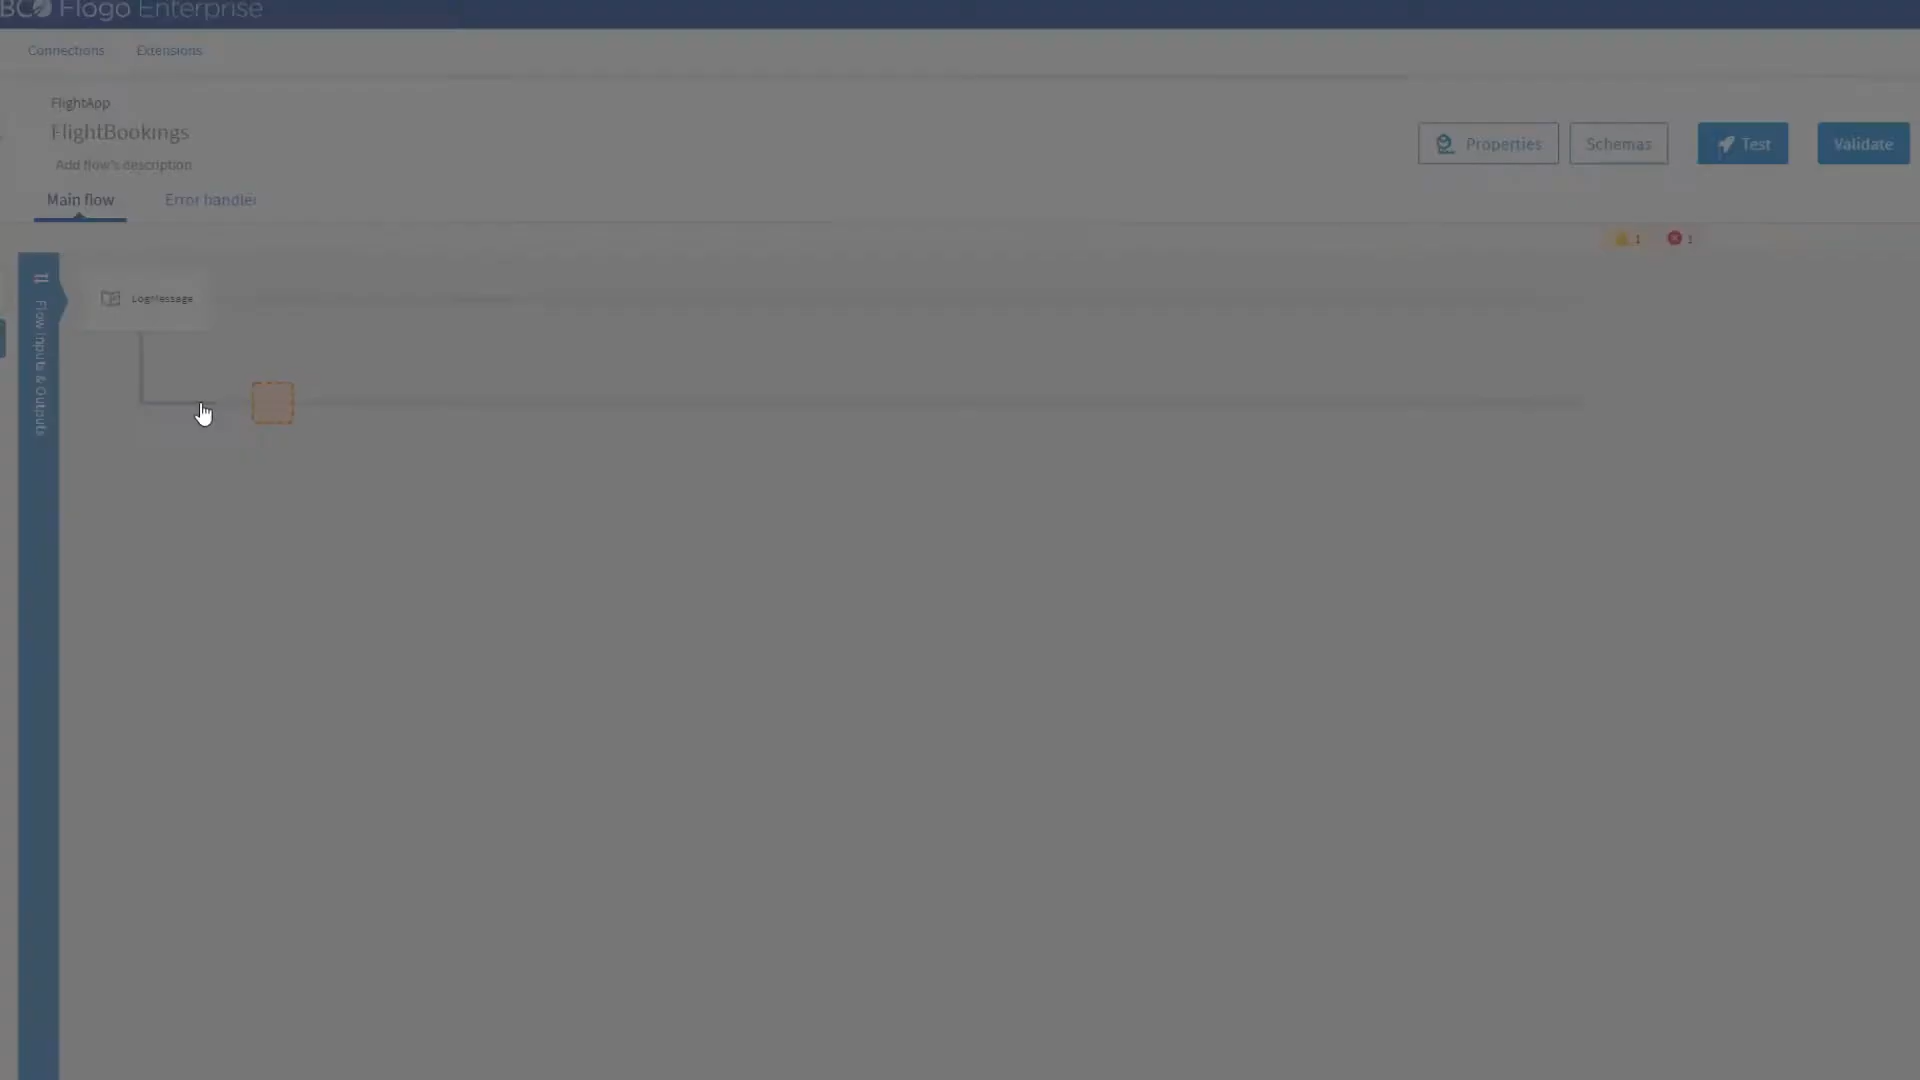 BCO Flogo Enterprise
Connections Extensions
FlightApp
FlightBookings
Add flow's description
Properties Schemas Test Validate
Main flow Error handler
1 1
Flow Inputs & Outputs
LogMessage